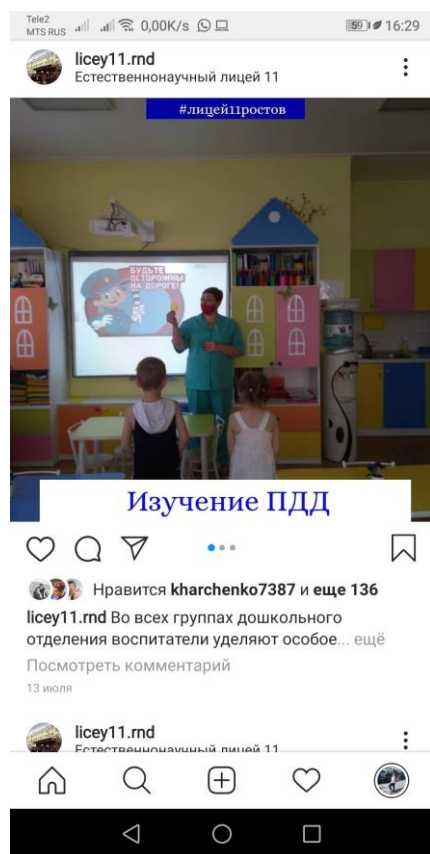 Tele2
MTS RUS 0,00K/s 59 16:29
licey11.rnd
Естественнонаучный лицей 11
#лицей11ростов
БУДЬТЕ
ОСТОРОЖНЫ
НА ДОРОГЕ!
Изучение ПДД
Нравится kharchenko7387 и еще 136
licey11.rnd Во всех группах дошкольного
отделения воспитатели уделяют особое... ещё
Посмотреть комментарий
13 июля
licey11.rnd
Естественнонаучный лицей 11